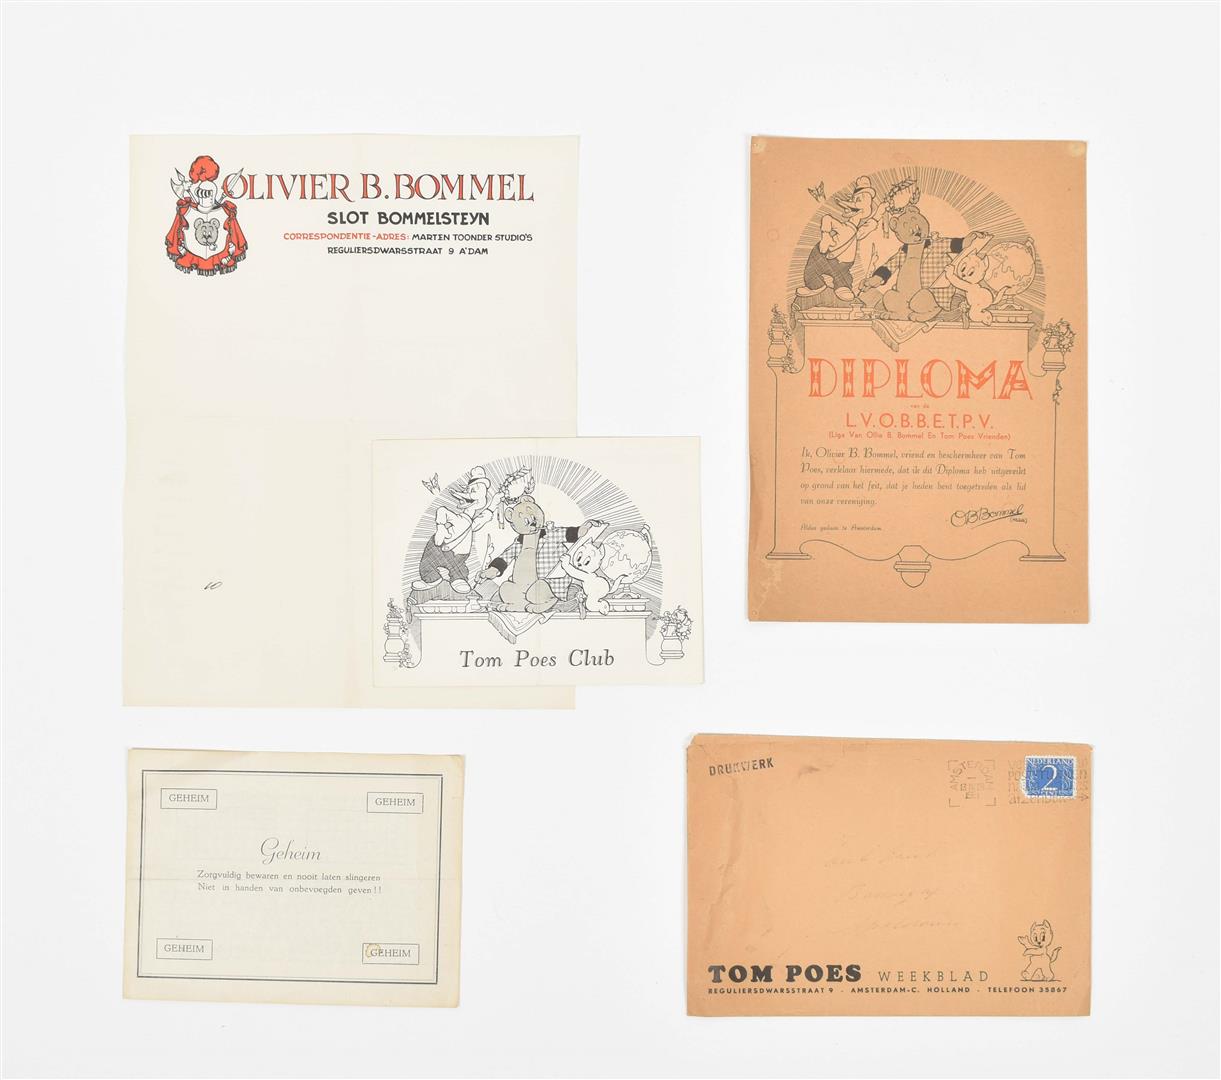 OLIVIER B. BOMMEL
SLOT BOMMELSTEYN
CORRESPONDENTIE-ADRES: MARTEN TOONDER STUDIO'S
REGULIERSDWARSSTRAAT 9 A'DAM
Tom Poes Club
DIPLOMA
van de
L.V.O.B.B.E.T.P.V.
(Liga Van Ollie B. Bommel En Tom Poes Vrienden)
Ik, Olivier B. Bommel, vriend en beschermheer van Tom
Poes, verklaar hiermede, dat ik dit Diploma heb uitgereikt
op grond van het feit, dat je heden bent toegetreden als lid
van onze vereniging.
Aldus gedaan te Amsterdam
OBBommel
(HEER)
GEHEIM
GEHEIM
Geheim
Zorgvuldig bewaren en nooit laten slingeren
Niet in handen van onbevoegden geven!!
GEHEIM
GEHEIM
DRUKWERK
AMSTERDAM
NEDERLAND
2
CENT
TOM POES WEEKBLAD
REGULIERSDWARSSTRAAT 9 - AMSTERDAM-C. HOLLAND - TELEFOON 35867